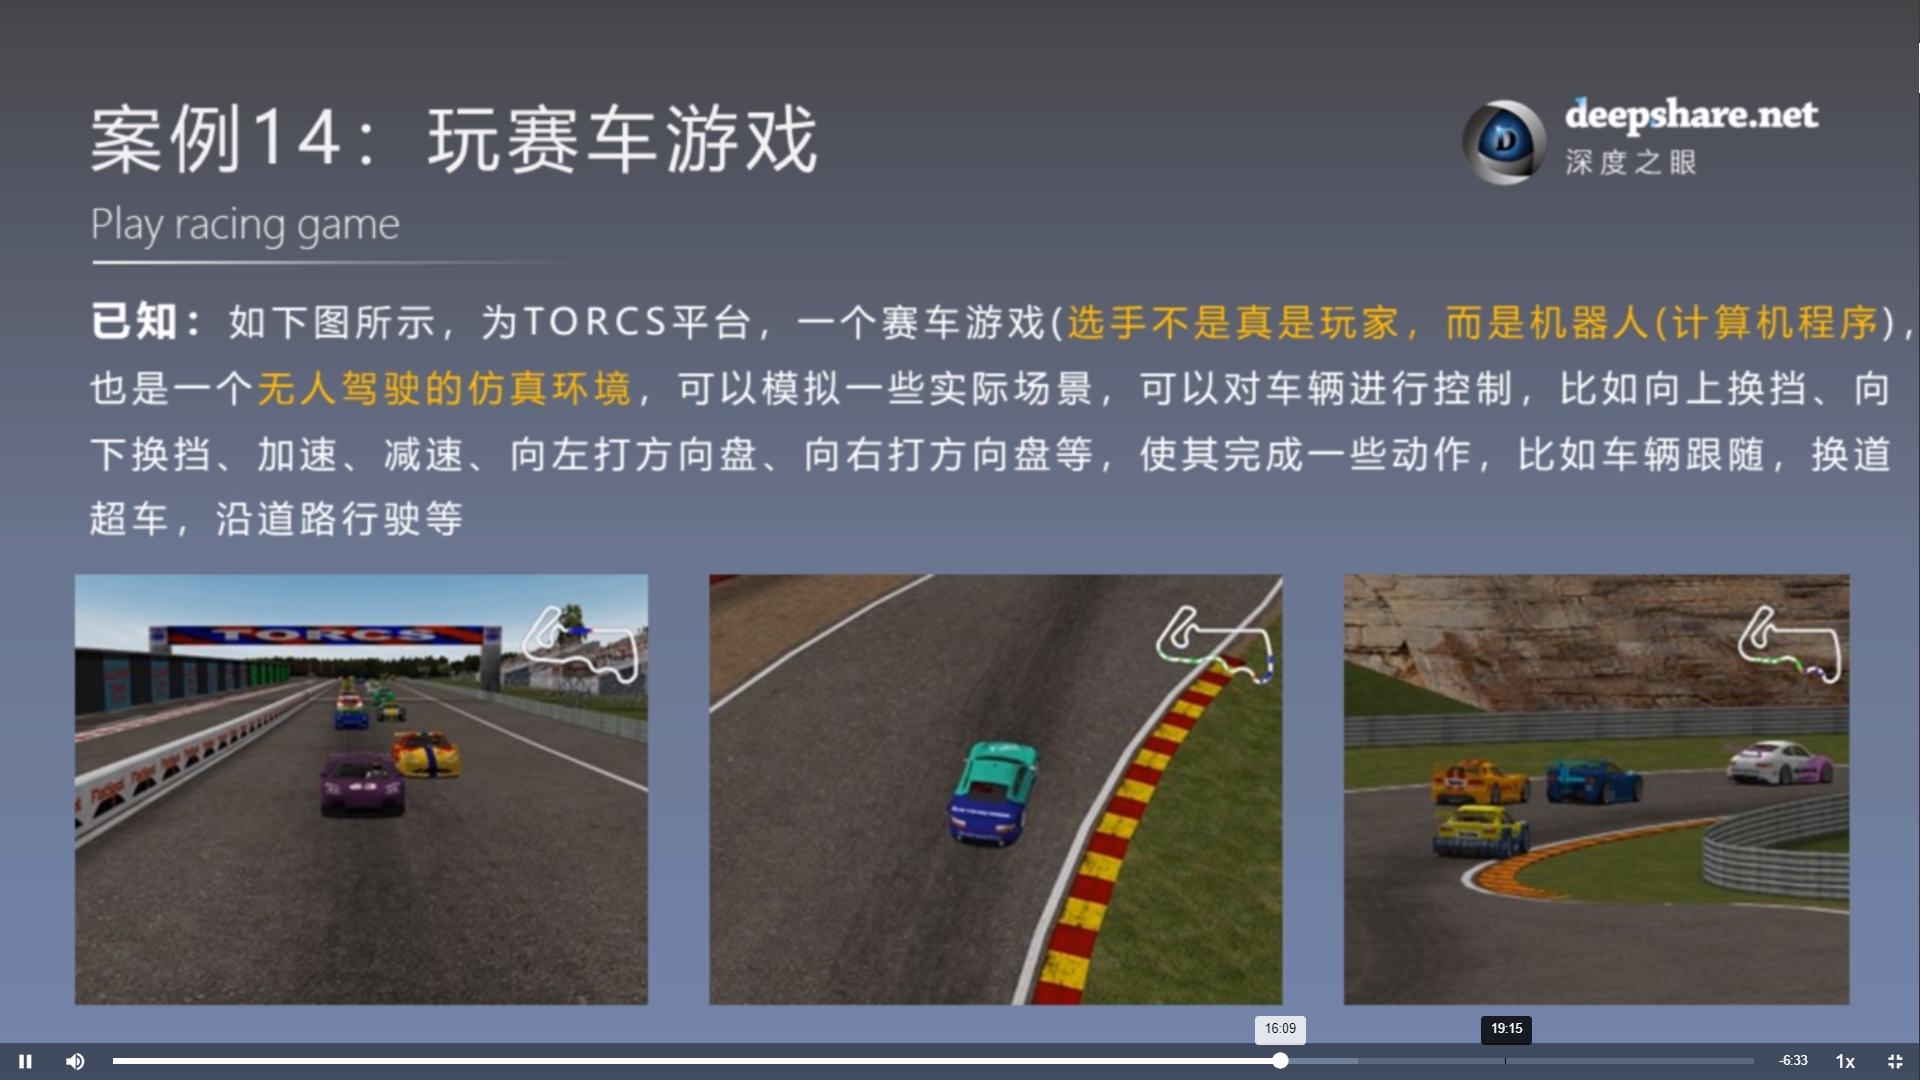 案例14：玩赛车游戏
deepshare.net
深度之眼
Play racing game
已知：如下图所示，为TORCS平台，一个赛车游戏(选手不是真是玩家，而是机器人(计算机程序)，
也是一个无人驾驶的仿真环境，可以模拟一些实际场景，可以对车辆进行控制，比如向上换挡、向
下换挡、加速、减速、向左打方向盘、向右打方向盘等，使其完成一些动作，比如车辆跟随，换道
超车，沿道路行驶等
TORCS
16:09
19:15
-6:33
1x